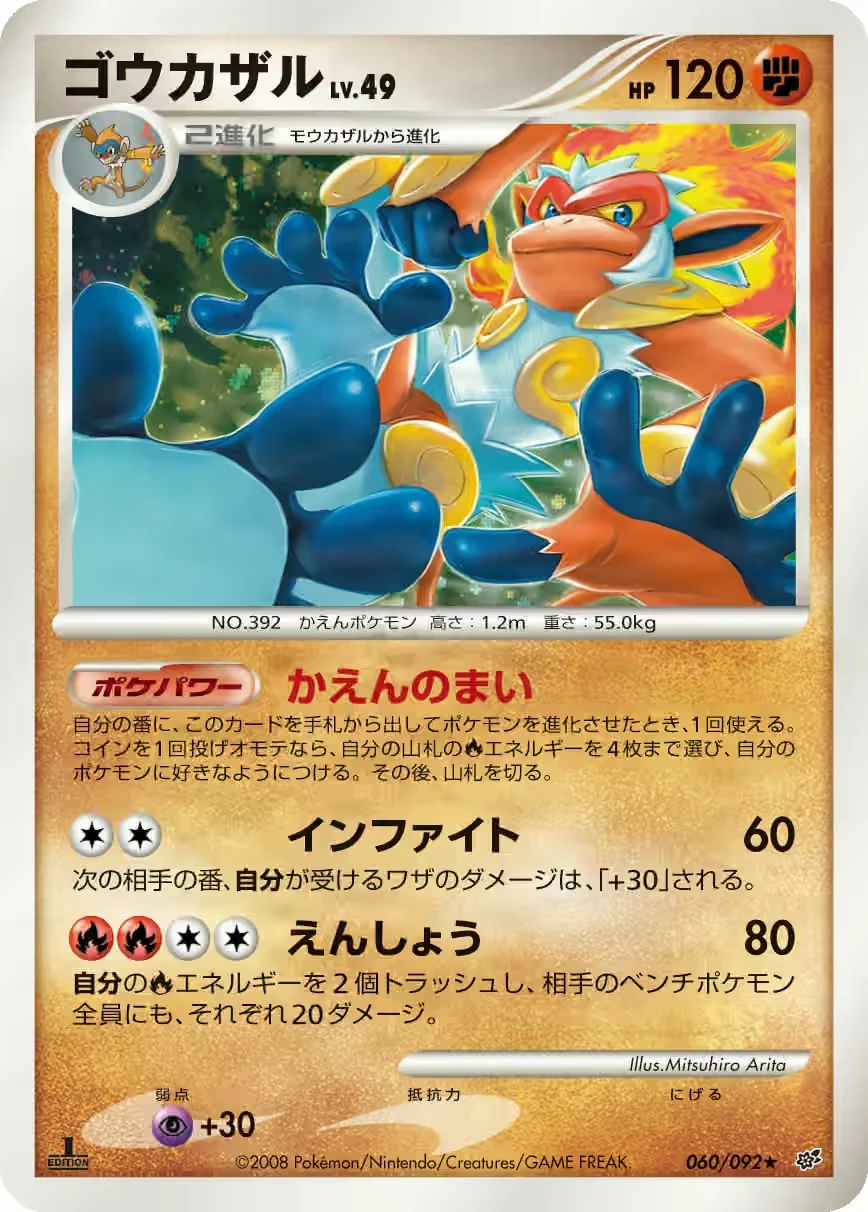 ゴウカザル LV.49 HP 120
2進化 モウカザルから進化
NO.392 かえんポケモン 高さ：1.2m 重さ：55.0kg
ポケパワー かえんのまい
自分の番に、このカードを手札から出してポケモンを進化させたとき、1回使える。
コインを1回投げオモテなら、自分の山札のエネルギーを4枚まで選び、自分の
ポケモンに好きなようにつける。その後、山札を切る。
インファイト 60
次の相手の番、自分が受けるワザのダメージは、「+30」される。
えんしょう 80
自分のエネルギーを2個トラッシュし、相手のベンチポケモン
全員にも、それぞれ20ダメージ。
Illus.Mitsuhiro Arita
弱点 抵抗力 にげる
+30
1 EDITION
©2008 Pokémon/Nintendo/Creatures/GAME FREAK.
060/092★